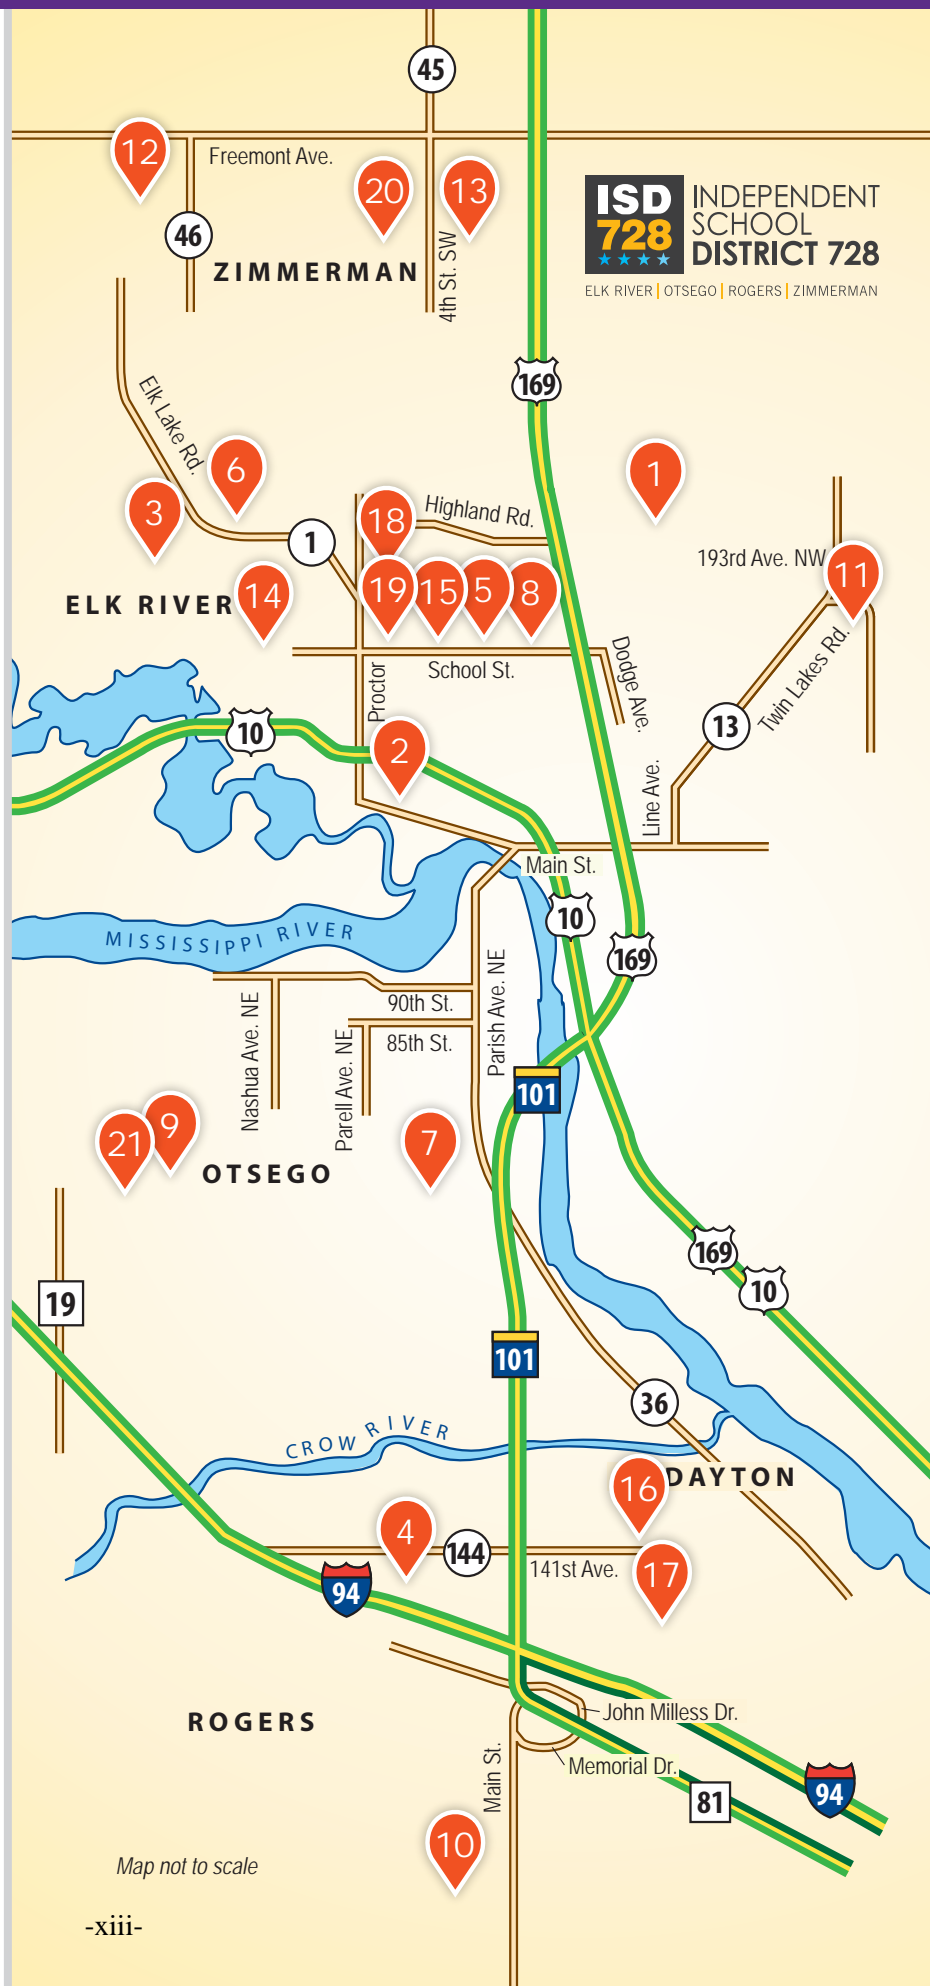 45
12
Freemont Ave.
20
13
46
ZIMMERMAN
4th St. SW
ISD
728
INDEPENDENT
SCHOOL
DISTRICT 728
ELK RIVER | OTSEGO | ROGERS | ZIMMERMAN
169
Elk Lake Rd.
6
1
3
18
Highland Rd.
1
193rd Ave. NW
11
ELK RIVER
14
19
15
5
8
School St.
Proctor
Dodge Ave.
Twin Lakes Rd.
13
10
2
Line Ave.
Main St.
10
MISSISSIPPI RIVER
169
90th St.
85th St.
Nashua Ave. NE
Parell Ave. NE
Parish Ave. NE
101
21
9
7
OTSEGO
169
10
19
101
36
CROW RIVER
16
DAYTON
4
144
141st Ave.
17
94
ROGERS
John Milless Dr.
Memorial Dr.
Main St.
81
94
10
Map not to scale
-xiii-